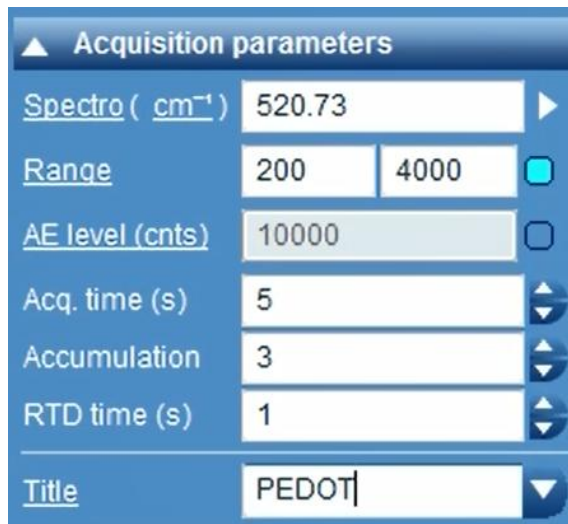 Acquisition parameters
Spectro ( cm⁻¹ ) 520.73
Range 200 4000
AE level (cnts) 10000
Acq. time (s) 5
Accumulation 3
RTD time (s) 1
Title PEDOT